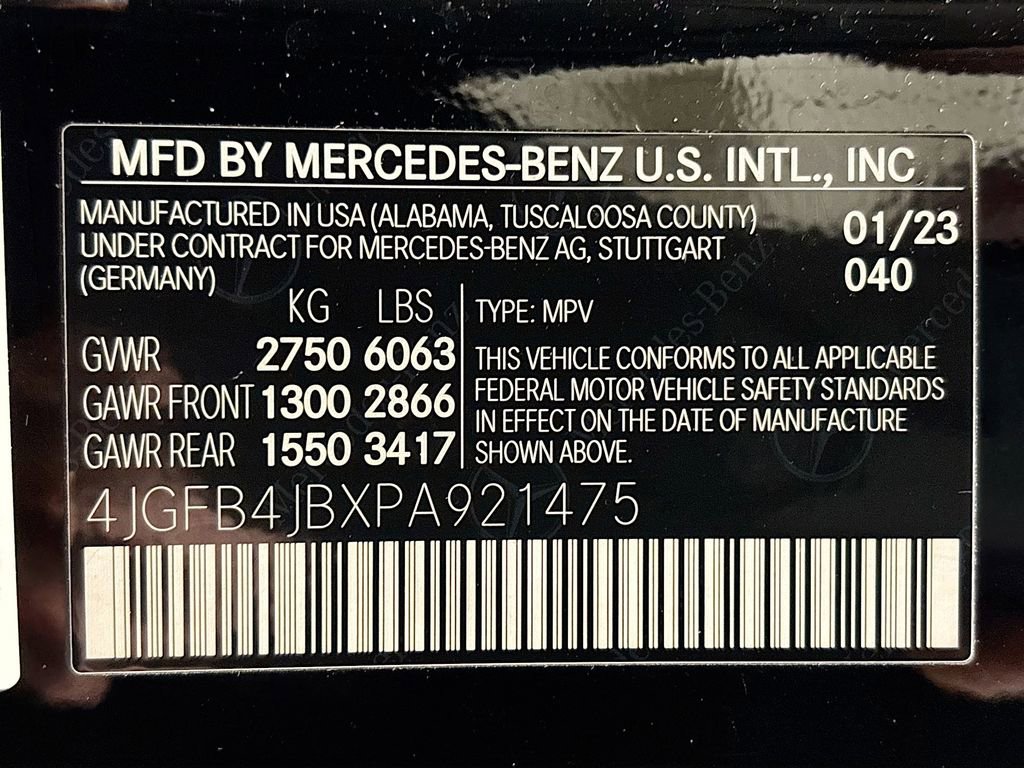 MFD BY MERCEDES-BENZ U.S. INTL., INC
MANUFACTURED IN USA (ALABAMA, TUSCALOOSA COUNTY)
UNDER CONTRACT FOR MERCEDES-BENZ AG, STUTTGART
(GERMANY)
01/23
040
KG LBS
GVWR 2750 6063
GAWR FRONT 1300 2866
GAWR REAR 1550 3417
TYPE: MPV
THIS VEHICLE CONFORMS TO ALL APPLICABLE
FEDERAL MOTOR VEHICLE SAFETY STANDARDS
IN EFFECT ON THE DATE OF MANUFACTURE
SHOWN ABOVE.
4JGFB4JBXPA921475